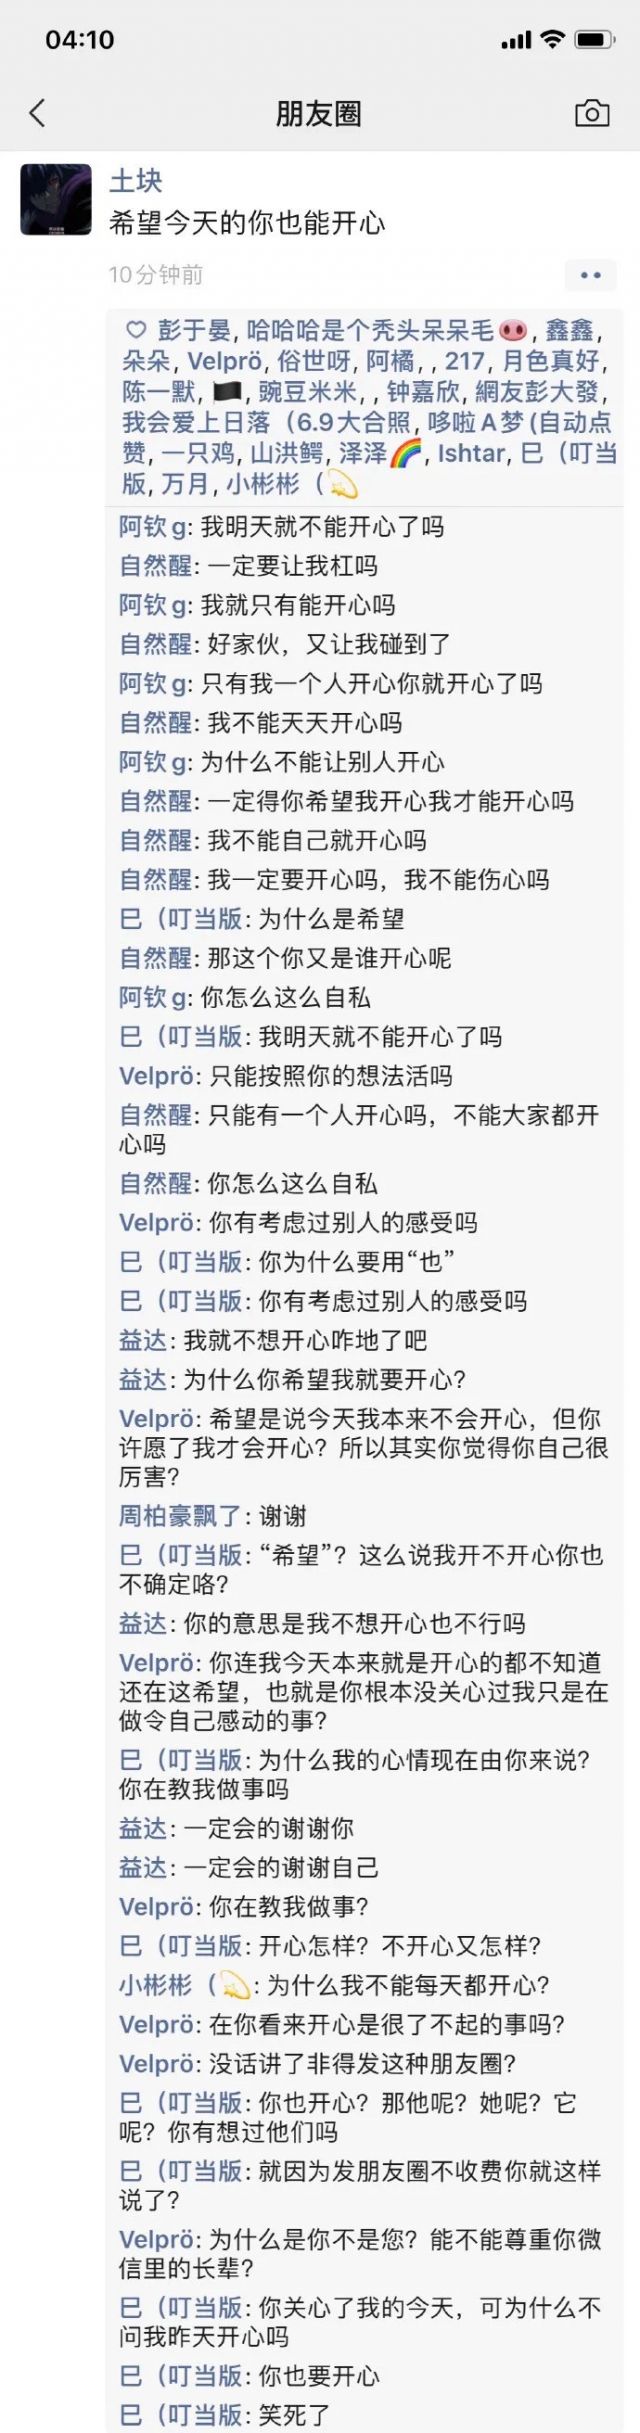 04:10
朋友圈
土块
希望今天的你也能开心
10分钟前
彭于晏, 哈哈哈是个秃头呆呆毛🐽, 鑫鑫,
朵朵, Velprö, 俗世呀, 阿橘, , 217, 月色真好,
陈一默, 🏴, 豌豆米米, , 钟嘉欣, 網友彭大發,
我会爱上日落（6.9大合照, 哆啦A梦 (自动点
赞, 一只鸡, 山洪鳄, 泽泽🌈, Ishtar, 巳（叮当
版, 万月, 小彬彬（💫
阿钦g: 我明天就不能开心了吗
自然醒: 一定要让我杠吗
阿钦g: 我就只有能开心吗
自然醒: 好家伙，又让我碰到了
阿钦g: 只有我一个人开心你就开心了吗
自然醒: 我不能天天开心吗
阿钦g: 为什么不能让别人开心
自然醒: 一定得你希望我开心我才能开心吗
自然醒: 我不能自己就开心吗
自然醒: 我一定要开心吗，我不能伤心吗
巳（叮当版: 为什么是希望
自然醒: 那这个你又是谁开心呢
阿钦g: 你怎么这么自私
巳（叮当版: 我明天就不能开心了吗
Velprö: 只能按照你的想法活吗
自然醒: 只能有一个人开心吗，不能大家都开
心吗
自然醒: 你怎么这么自私
Velprö: 你有考虑过别人的感受吗
巳（叮当版: 你为什么要用“也”
巳（叮当版: 你有考虑过别人的感受吗
益达: 我就不想开心咋地了吧
益达: 为什么你希望我就要开心?
Velprö: 希望是说今天我本来不会开心，但你
许愿了我才会开心？所以其实你觉得你自己很
厉害?
周柏豪飘了: 谢谢
巳（叮当版: “希望”？这么说我开不开心你也
不确定咯?
益达: 你的意思是我不想开心也不行吗
Velprö: 你连我今天本来就是开心的都不知道
还在这希望，也就是你根本没关心过我只是在
做令自己感动的事?
巳（叮当版: 为什么我的心情现在由你来说?
你在教我做事吗
益达: 一定会的谢谢你
益达: 一定会的谢谢自己
Velprö: 你在教我做事?
巳（叮当版: 开心怎样？不开心又怎样?
小彬彬（💫: 为什么我不能每天都开心?
Velprö: 在你看来开心是很了不起的事吗?
Velprö: 没话讲了非得发这种朋友圈?
巳（叮当版: 你也开心？那他呢？她呢？它
呢？你有想过他们吗
巳（叮当版: 就因为发朋友圈不收费你就这样
说了?
Velprö: 为什么是你不是您？能不能尊重你微
信里的长辈?
巳（叮当版: 你关心了我的今天，可为什么不
问我昨天开心吗
巳（叮当版: 你也要开心
巳（叮当版: 笑死了